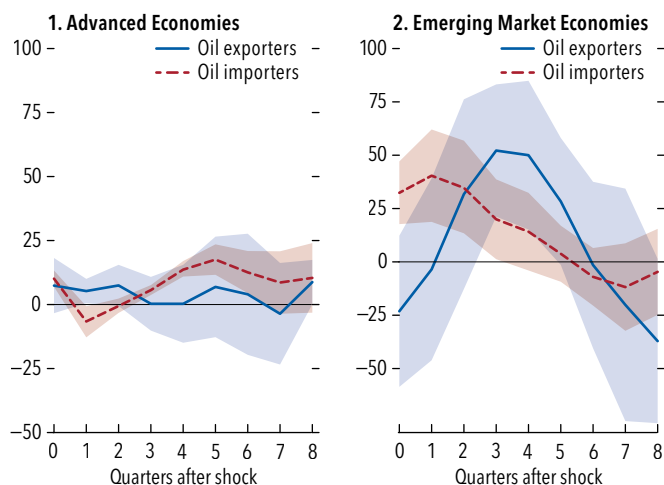 1. Advanced Economies
Oil exporters
Oil importers
100
75
50
25
0
–25
–50
0 1 2 3 4 5 6 7 8
Quarters after shock
2. Emerging Market Economies
Oil exporters
Oil importers
100
75
50
25
0
–25
–50
0 1 2 3 4 5 6 7 8
Quarters after shock